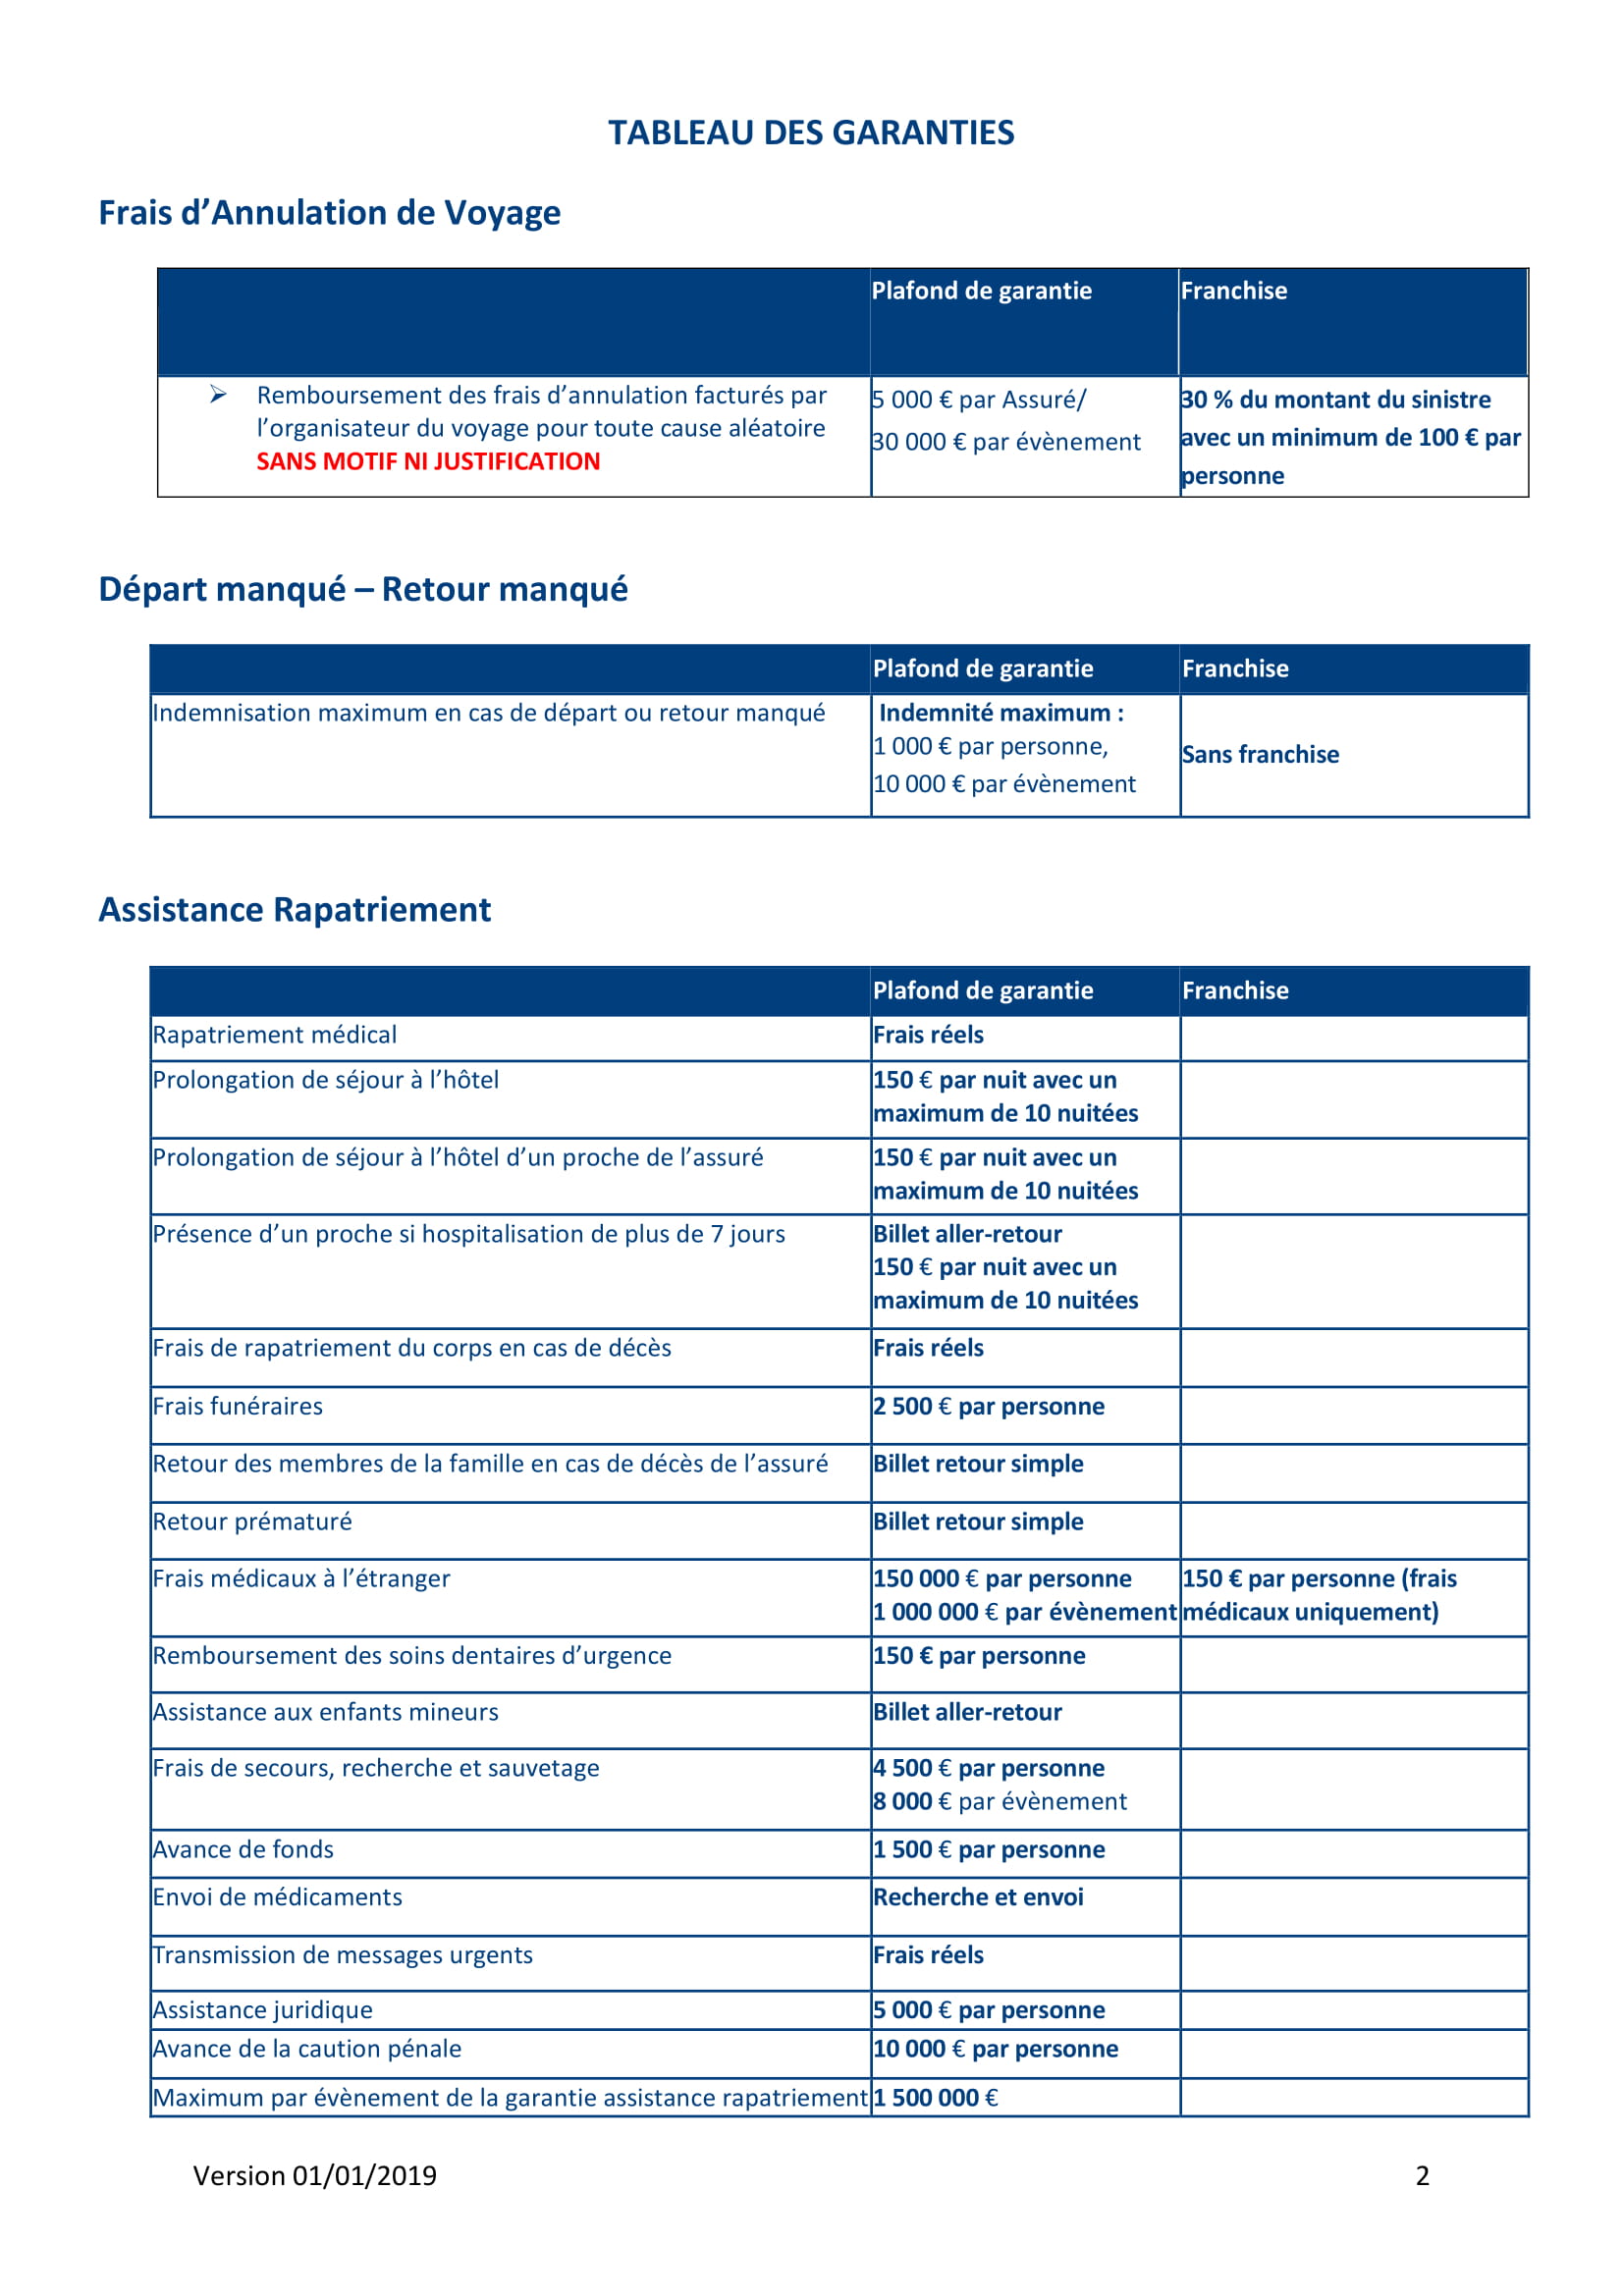 TABLEAU DES GARANTIES
Frais d’Annulation de Voyage
Plafond de garantie
Franchise
➢ Remboursement des frais d’annulation facturés par
l’organisateur du voyage pour toute cause aléatoire
SANS MOTIF NI JUSTIFICATION
5 000 € par Assuré/
30 000 € par évènement
30 % du montant du sinistre
avec un minimum de 100 € par
personne
Départ manqué – Retour manqué
Plafond de garantie
Franchise
Indemnisation maximum en cas de départ ou retour manqué
Indemnité maximum :
1 000 € par personne,
10 000 € par évènement
Sans franchise
Assistance Rapatriement
Plafond de garantie
Franchise
Rapatriement médical
Frais réels
Prolongation de séjour à l’hôtel
150 € par nuit avec un
maximum de 10 nuitées
Prolongation de séjour à l’hôtel d’un proche de l’assuré
150 € par nuit avec un
maximum de 10 nuitées
Présence d’un proche si hospitalisation de plus de 7 jours
Billet aller-retour
150 € par nuit avec un
maximum de 10 nuitées
Frais de rapatriement du corps en cas de décès
Frais réels
Frais funéraires
2 500 € par personne
Retour des membres de la famille en cas de décès de l’assuré
Billet retour simple
Retour prématuré
Billet retour simple
Frais médicaux à l’étranger
150 000 € par personne
1 000 000 € par évènement
150 € par personne (frais
médicaux uniquement)
Remboursement des soins dentaires d’urgence
150 € par personne
Assistance aux enfants mineurs
Billet aller-retour
Frais de secours, recherche et sauvetage
4 500 € par personne
8 000 € par évènement
Avance de fonds
1 500 € par personne
Envoi de médicaments
Recherche et envoi
Transmission de messages urgents
Frais réels
Assistance juridique
5 000 € par personne
Avance de la caution pénale
10 000 € par personne
Maximum par évènement de la garantie assistance rapatriement
1 500 000 €
Version 01/01/2019
2